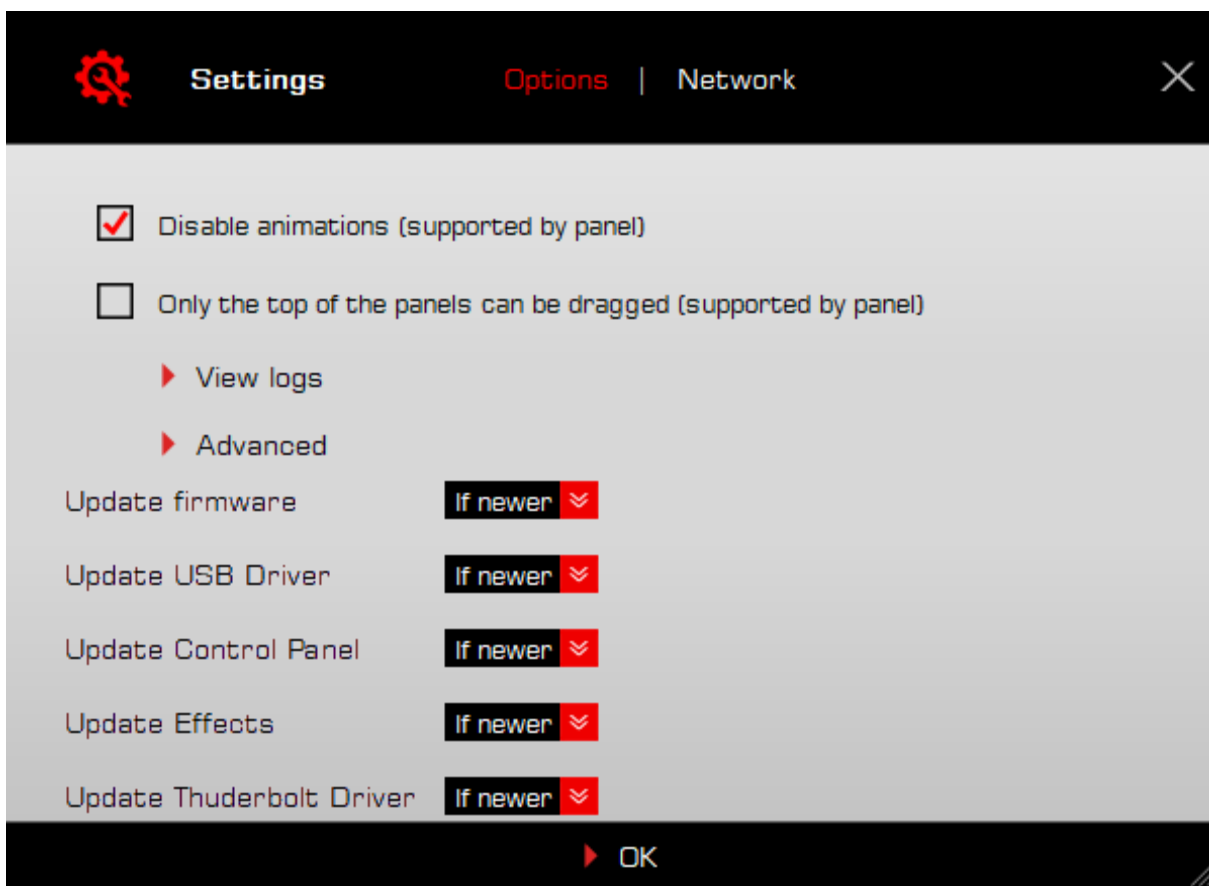 Settings
Options | Network
Disable animations (supported by panel)
Only the top of the panels can be dragged (supported by panel)
View logs
Advanced
Update firmware If newer
Update USB Driver If newer
Update Control Panel If newer
Update Effects If newer
Update Thuderbolt Driver If newer
OK